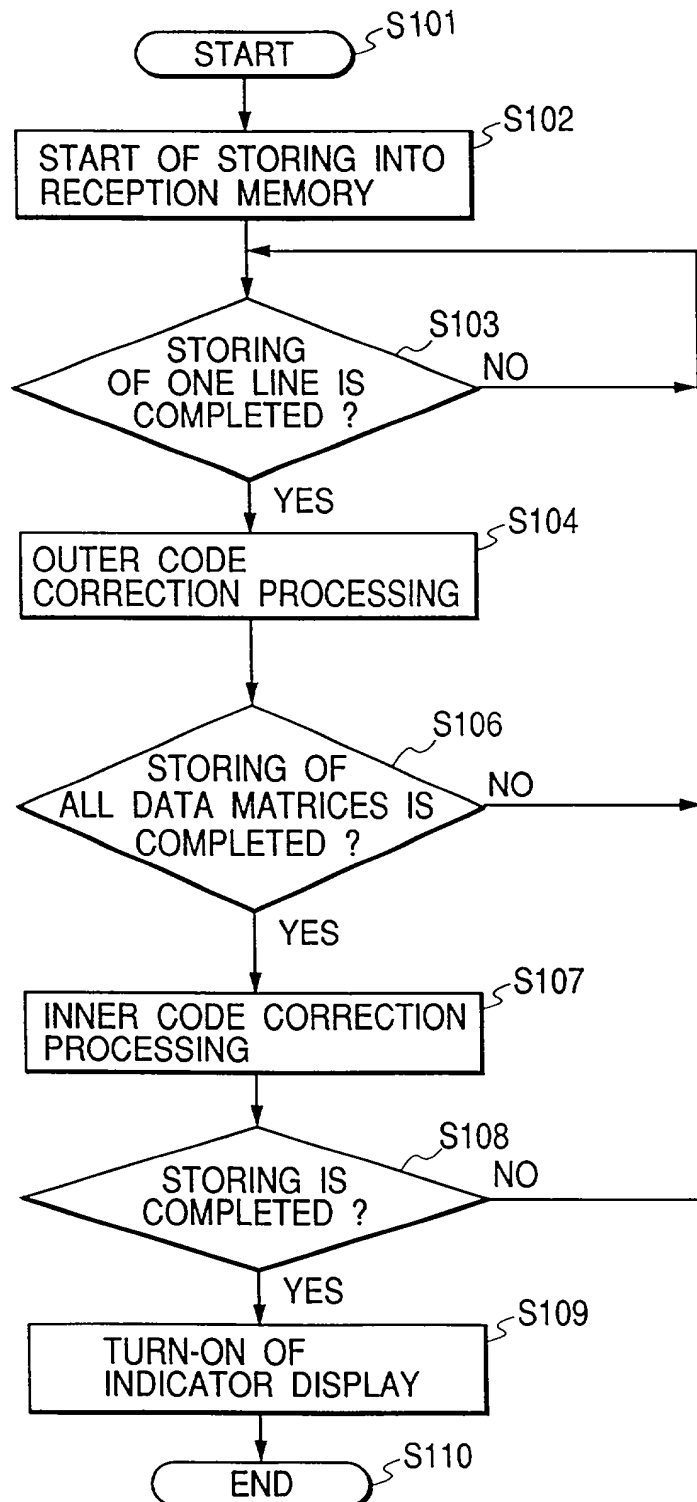 S101
START
S102
START OF STORING INTO
RECEPTION MEMORY
S103
STORING
OF ONE LINE IS
COMPLETED ?
NO
YES
S104
OUTER CODE
CORRECTION PROCESSING
S106
STORING OF
ALL DATA MATRICES IS
COMPLETED ?
NO
YES
S107
INNER CODE CORRECTION
PROCESSING
S108
STORING IS
COMPLETED ?
NO
YES
S109
TURN-ON OF
INDICATOR DISPLAY
S110
END